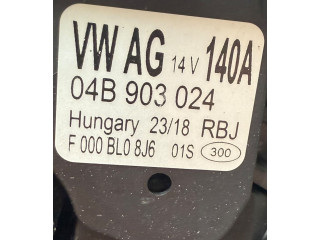 VW AG 14 V 140A
04B 903 024
Hungary 23/18 RBJ
F 000 BL0 8J6 01S 300